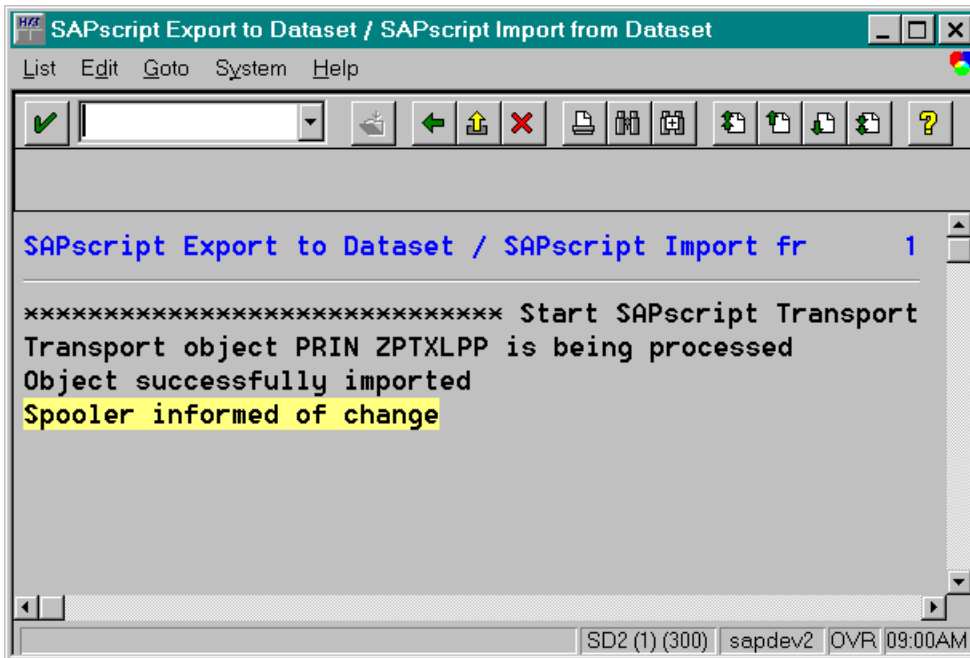 SAPscript Export to Dataset / SAPscript Import from Dataset
List Edit Goto System Help
SAPscript Export to Dataset / SAPscript Import fr 1
****************************** Start SAPscript Transport
Transport object PRIN ZPTXLPP is being processed
Object successfully imported
Spooler informed of change
SD2 (1) (300) sapdev2 OVR 09:00AM